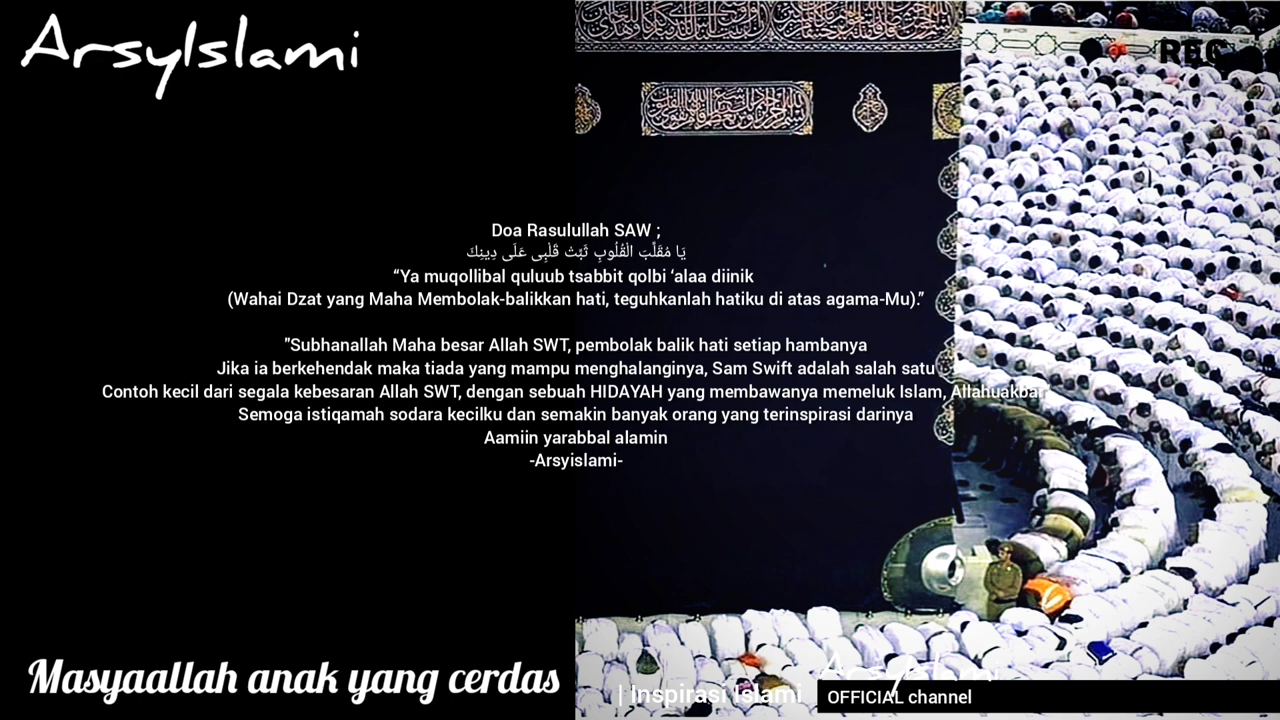 ArsyIslami
REC
Doa Rasulullah SAW ;
يَا مُقَلِّبَ الْقُلُوبِ ثَبِّتْ قَلْبِى عَلَى دِينِكَ
“Ya muqollibal quluub tsabbit qolbi ‘alaa diinik
(Wahai Dzat yang Maha Membolak-balikkan hati, teguhkanlah hatiku di atas agama-Mu).”
"Subhanallah Maha besar Allah SWT, pembolak balik hati setiap hambanya
Jika ia berkehendak maka tiada yang mampu menghalanginya, Sam Swift adalah salah satu
Contoh kecil dari segala kebesaran Allah SWT, dengan sebuah HIDAYAH yang membawanya memeluk Islam, Allahuakbar
Semoga istiqamah sodara kecilku dan semakin banyak orang yang terinspirasi darinya
Aamiin yarabbal alamin
-Arsyislami-
Masyaallah anak yang cerdas
ArsyIslami
| Inspirasi Islami
OFFICIAL channel